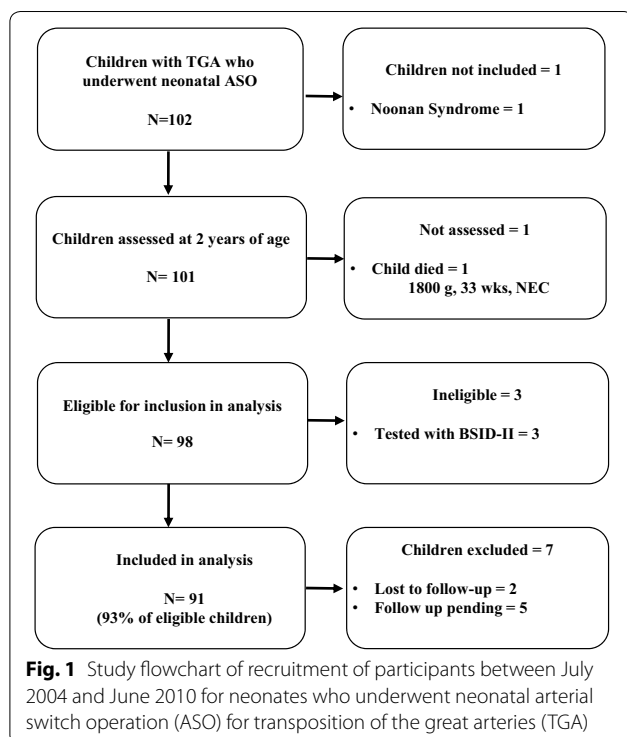 Children with TGA who
underwent neonatal ASO
N=102
Children not included = 1
• Noonan Syndrome = 1
Children assessed at 2 years of age
N= 101
Not assessed = 1
• Child died = 1
1800 g, 33 wks, NEC
Eligible for inclusion in analysis
N= 98
Ineligible = 3
• Tested with BSID-II = 3
Included in analysis
N= 91
(93% of eligible children)
Children excluded = 7
• Lost to follow-up = 2
• Follow up pending = 5
Fig. 1 Study flowchart of recruitment of participants between July
2004 and June 2010 for neonates who underwent neonatal arterial
switch operation (ASO) for transposition of the great arteries (TGA)